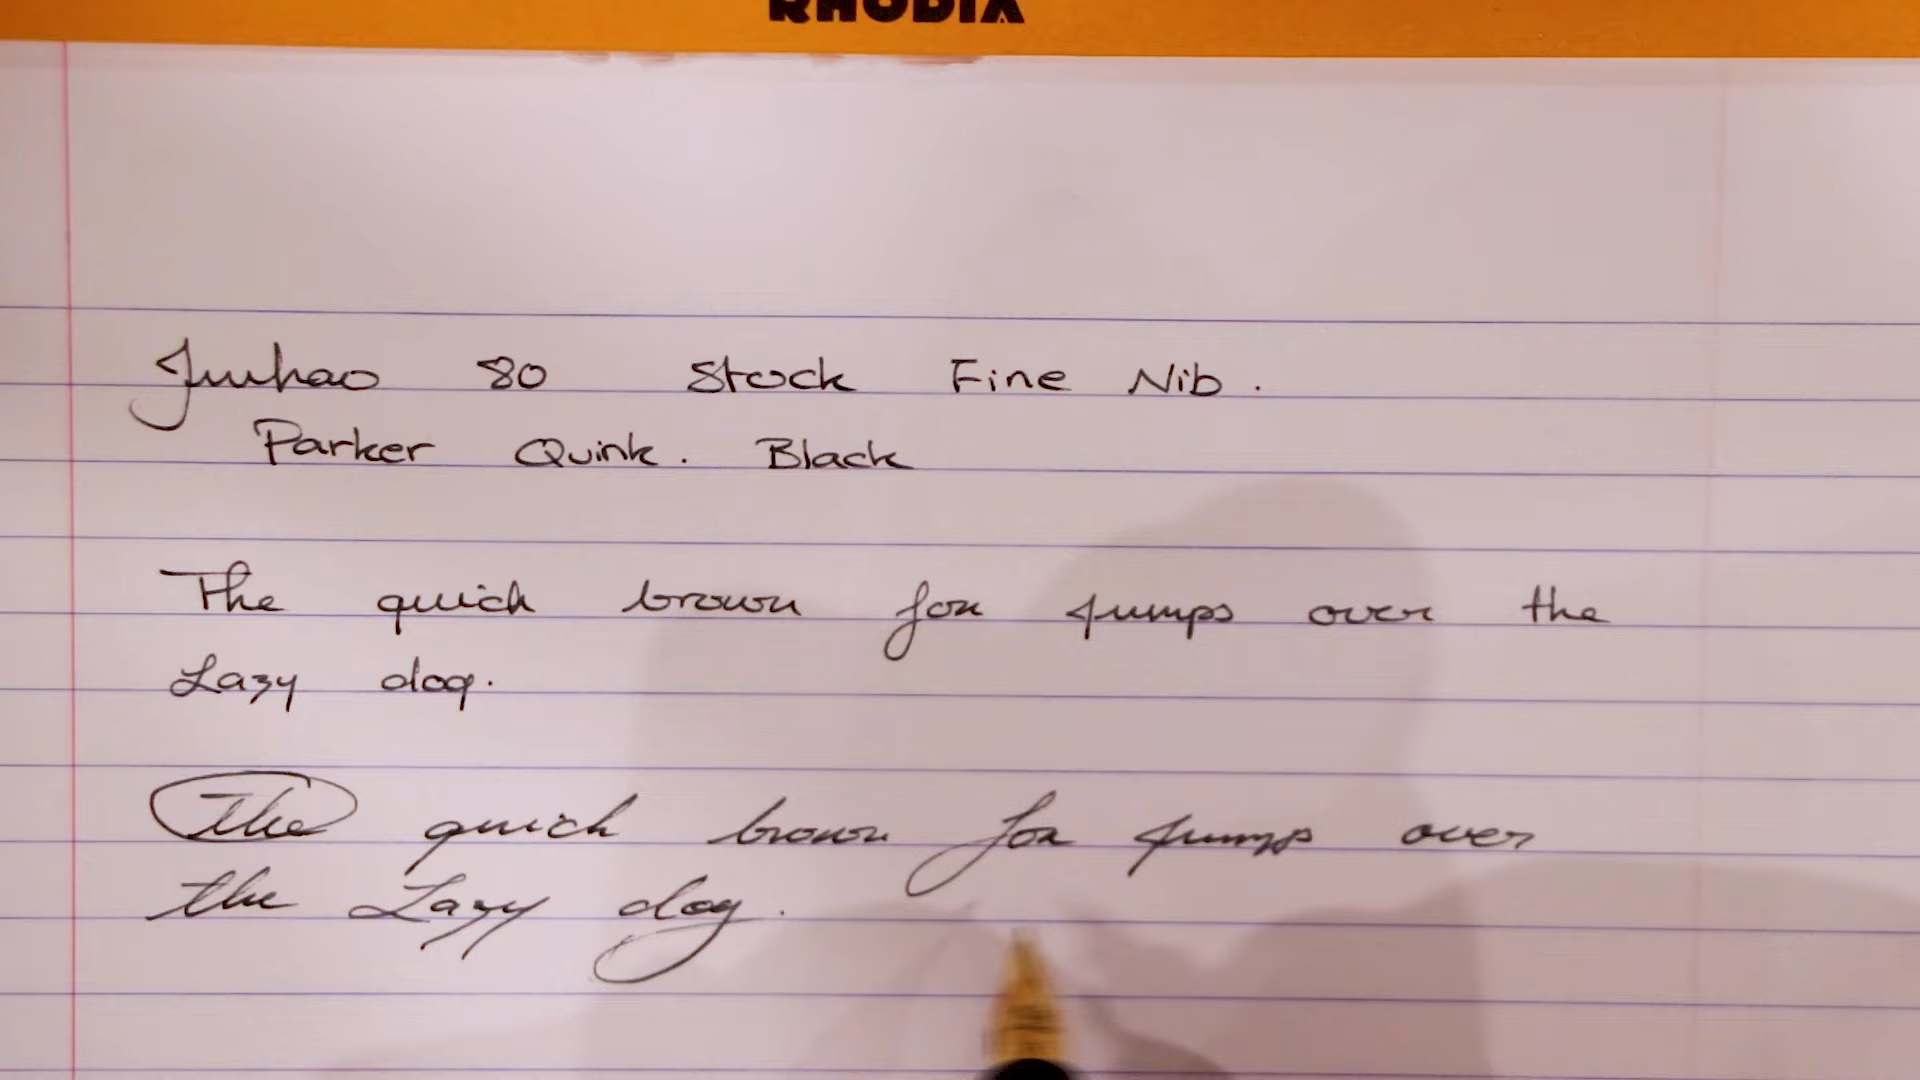 RHODIA
Jinhao 80 Stock Fine Nib.
Parker Quink. Black
The quick brown fox jumps over the
Lazy dog.
The quick brown fox jumps over
the Lazy dog.